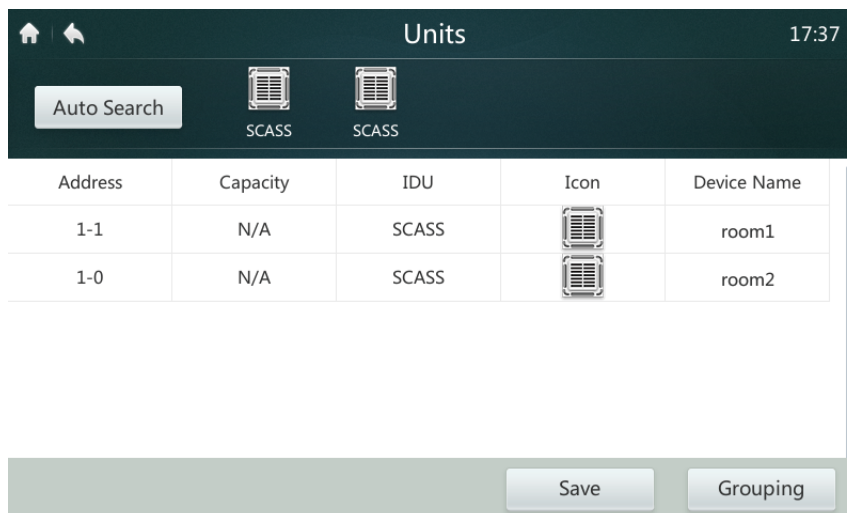 Units 17:37
Auto Search
SCASS SCASS
Address Capacity IDU Icon Device Name
1-1 N/A SCASS room1
1-0 N/A SCASS room2
Save Grouping